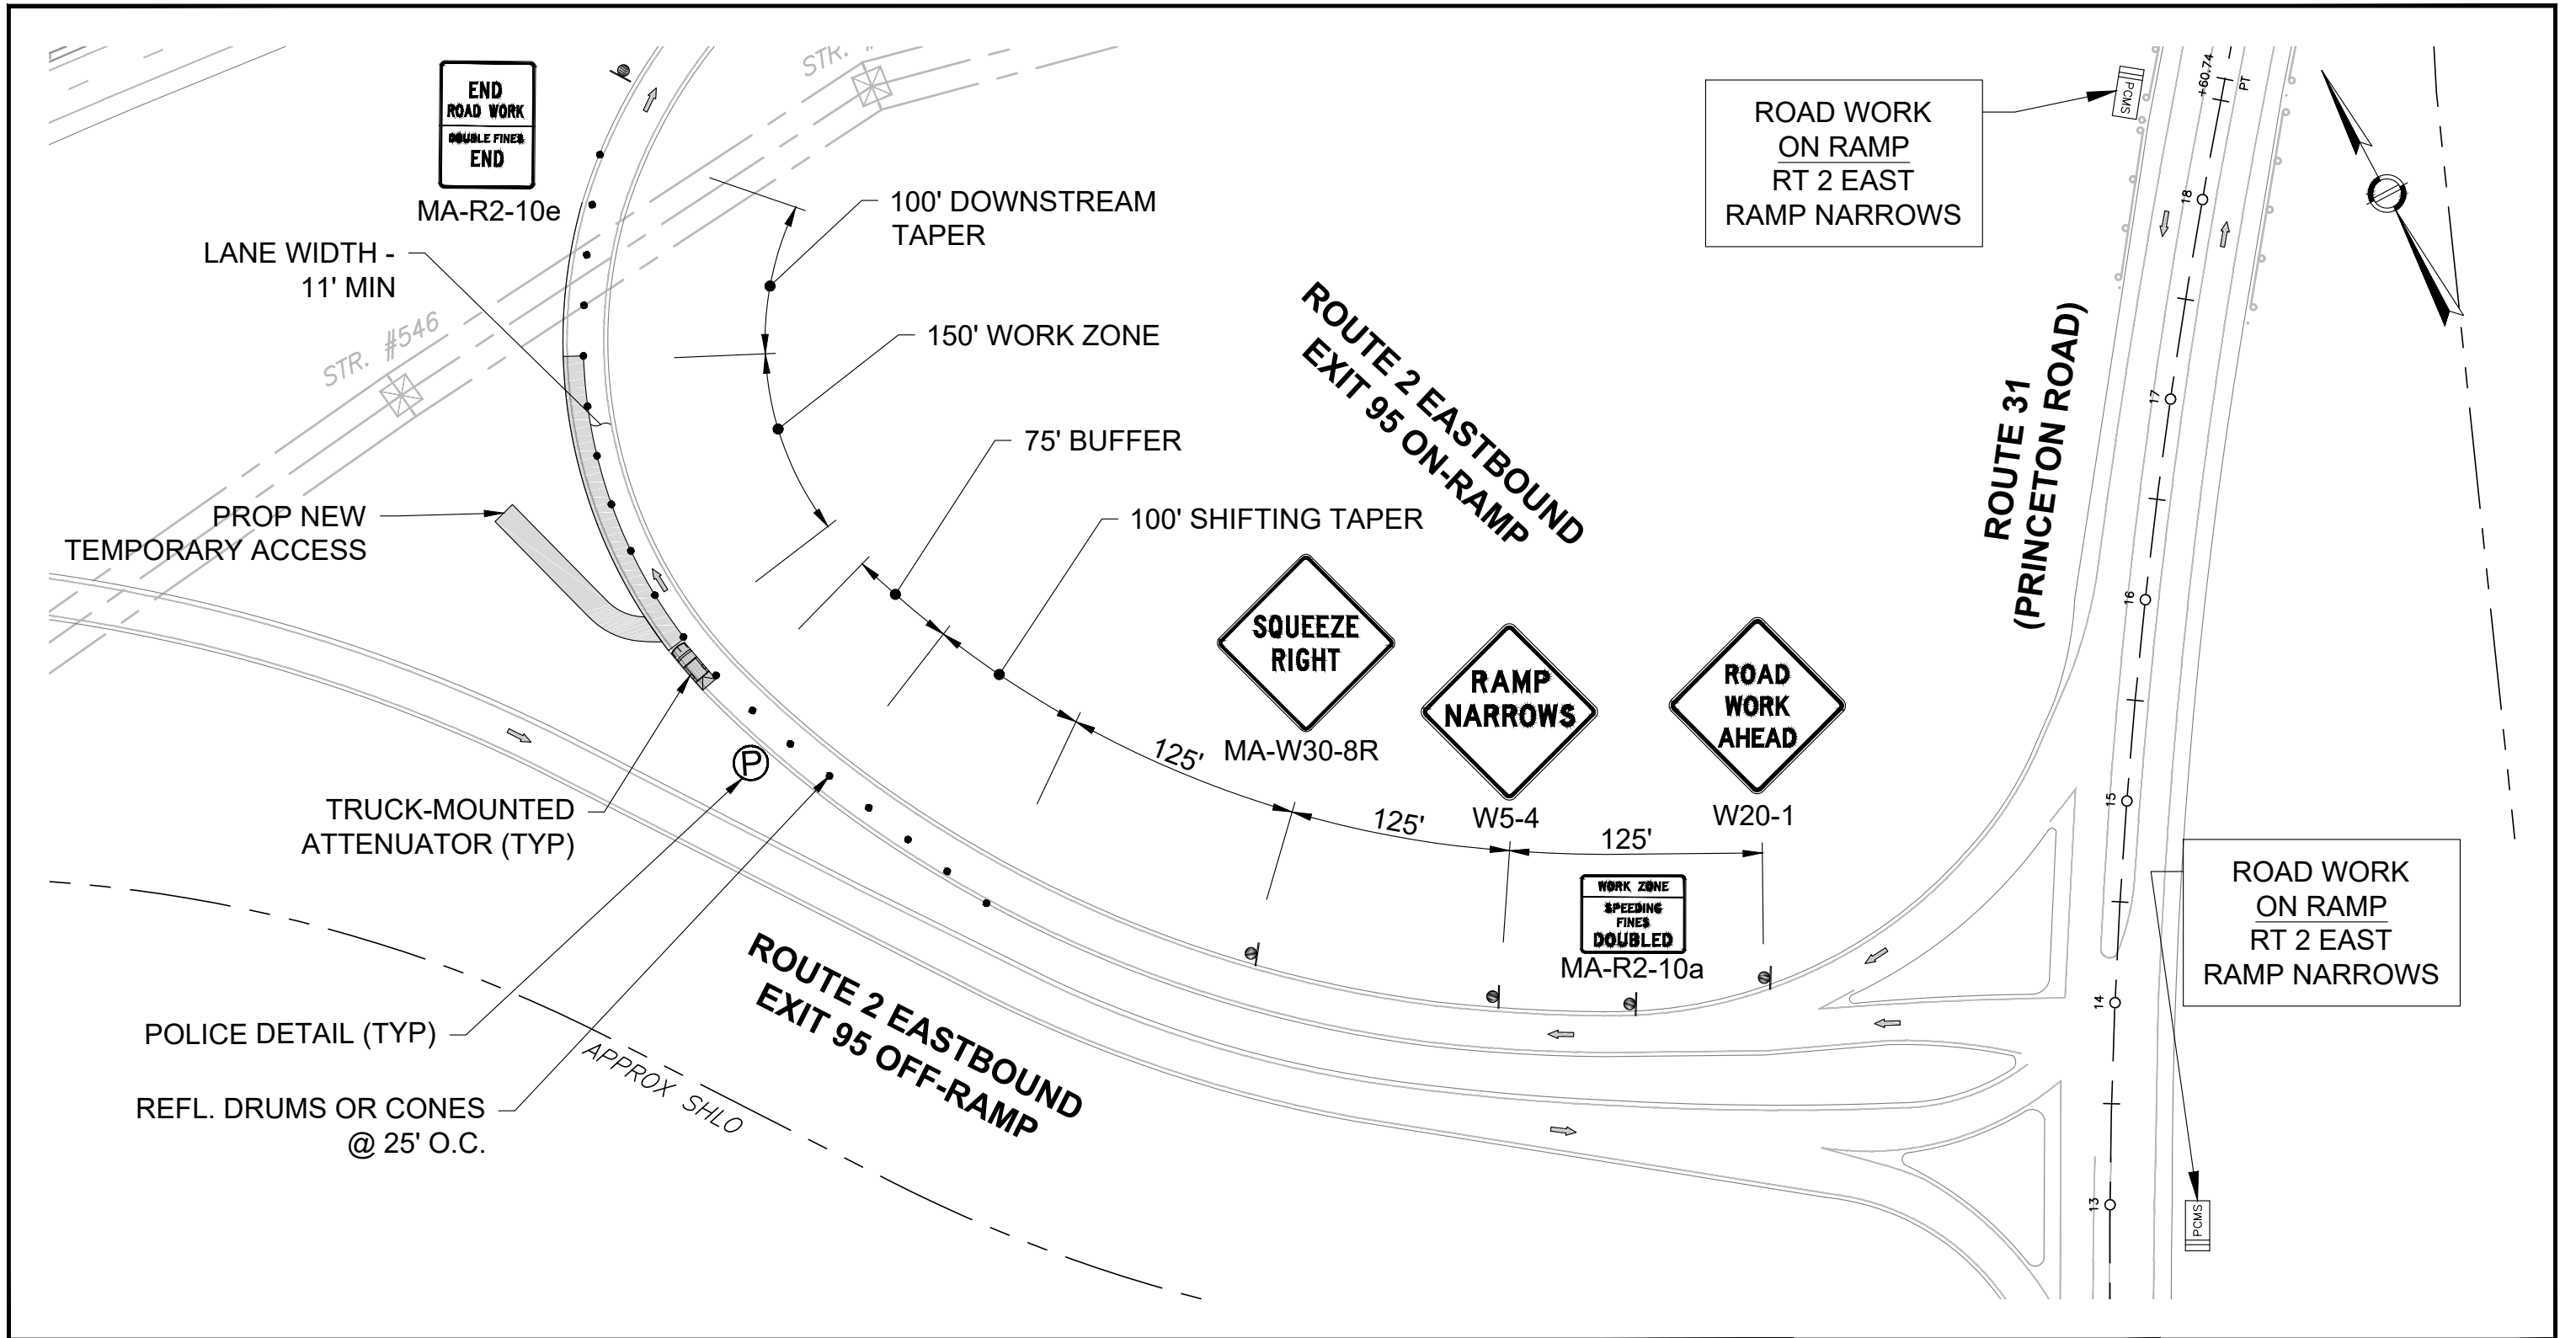 END
ROAD WORK
DOUBLE FINES
END
MA-R2-10e
STR. #
ROAD WORK
ON RAMP
RT 2 EAST
RAMP NARROWS
PCMS
+60.74
PT
18
100' DOWNSTREAM
TAPER
LANE WIDTH -
11' MIN
STR. #546
150' WORK ZONE
ROUTE 2 EASTBOUND
EXIT 95 ON-RAMP
ROUTE 31
(PRINCETON ROAD)
17
75' BUFFER
100' SHIFTING TAPER
PROP NEW
TEMPORARY ACCESS
16
SQUEEZE
RIGHT
MA-W30-8R
RAMP
NARROWS
W5-4
ROAD
WORK
AHEAD
W20-1
125'
125'
125'
P
TRUCK-MOUNTED
ATTENUATOR (TYP)
15
WORK ZONE
SPEEDING
FINES
DOUBLED
MA-R2-10a
ROAD WORK
ON RAMP
RT 2 EAST
RAMP NARROWS
14
ROUTE 2 EASTBOUND
EXIT 95 OFF-RAMP
POLICE DETAIL (TYP)
APPROX SHLO
REFL. DRUMS OR CONES
@ 25' O.C.
13
PCMS